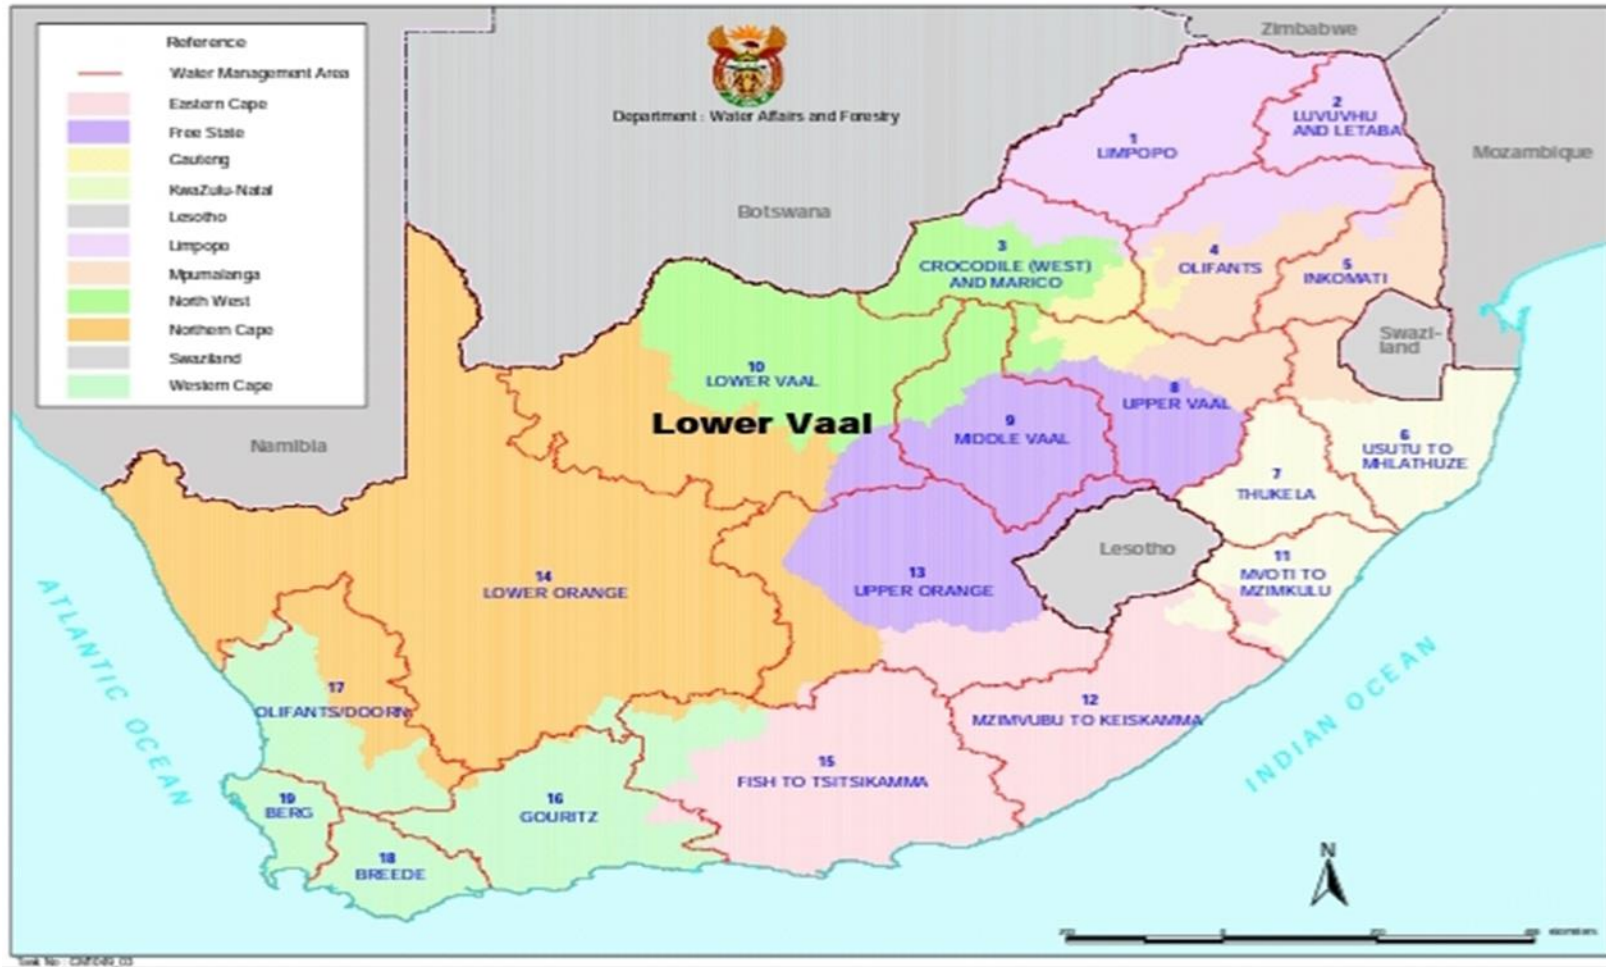 Reference
Water Management Area
Eastern Cape
Free State
Gauteng
KwaZulu-Natal
Lesotho
Limpopo
Mpumalanga
North West
Northern Cape
Swaziland
Western Cape
Department : Water Affairs and Forestry
Zimbabwe
Mozambique
Botswana
Namibia
Swazi-
land
Lesotho
1
LIMPOPO
2
LUVUVHU
AND LETABA
3
CROCODILE (WEST)
AND MARICO
4
OLIFANTS
5
INKOMATI
6
USUTU TO
MHLATHUZE
7
THUKELA
8
UPPER VAAL
9
MIDDLE VAAL
10
LOWER VAAL
Lower Vaal
11
MVOTI TO
MZIMKULU
12
MZIMVUBU TO KEISKAMMA
13
UPPER ORANGE
14
LOWER ORANGE
15
FISH TO TSITSIKAMMA
16
GOURITZ
17
OLIFANTS/DOORN
18
BREEDE
19
BERG
ATLANTIC OCEAN
INDIAN OCEAN
N